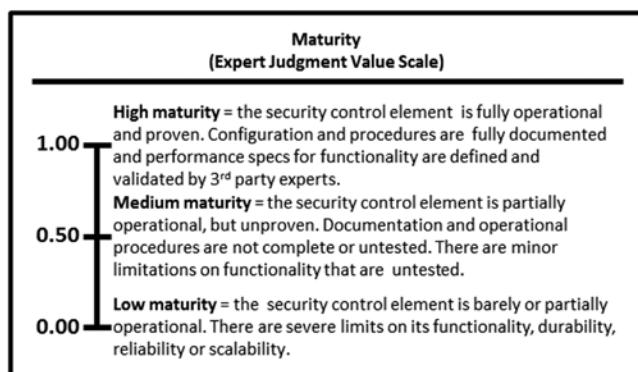 Maturity
(Expert Judgment Value Scale)
High maturity = the security control element is fully operational
and proven. Configuration and procedures are fully documented
1.00
and performance specs for functionality are defined and
validated by 3rd party experts.
Medium maturity = the security control element is partially
operational, but unproven. Documentation and operational
0.50
procedures are not complete or untested. There are minor
limitations on functionality that are untested.
Low maturity = the security control element is barely or partially
0.00
operational. There are severe limits on its functionality, durability,
reliability or scalability.